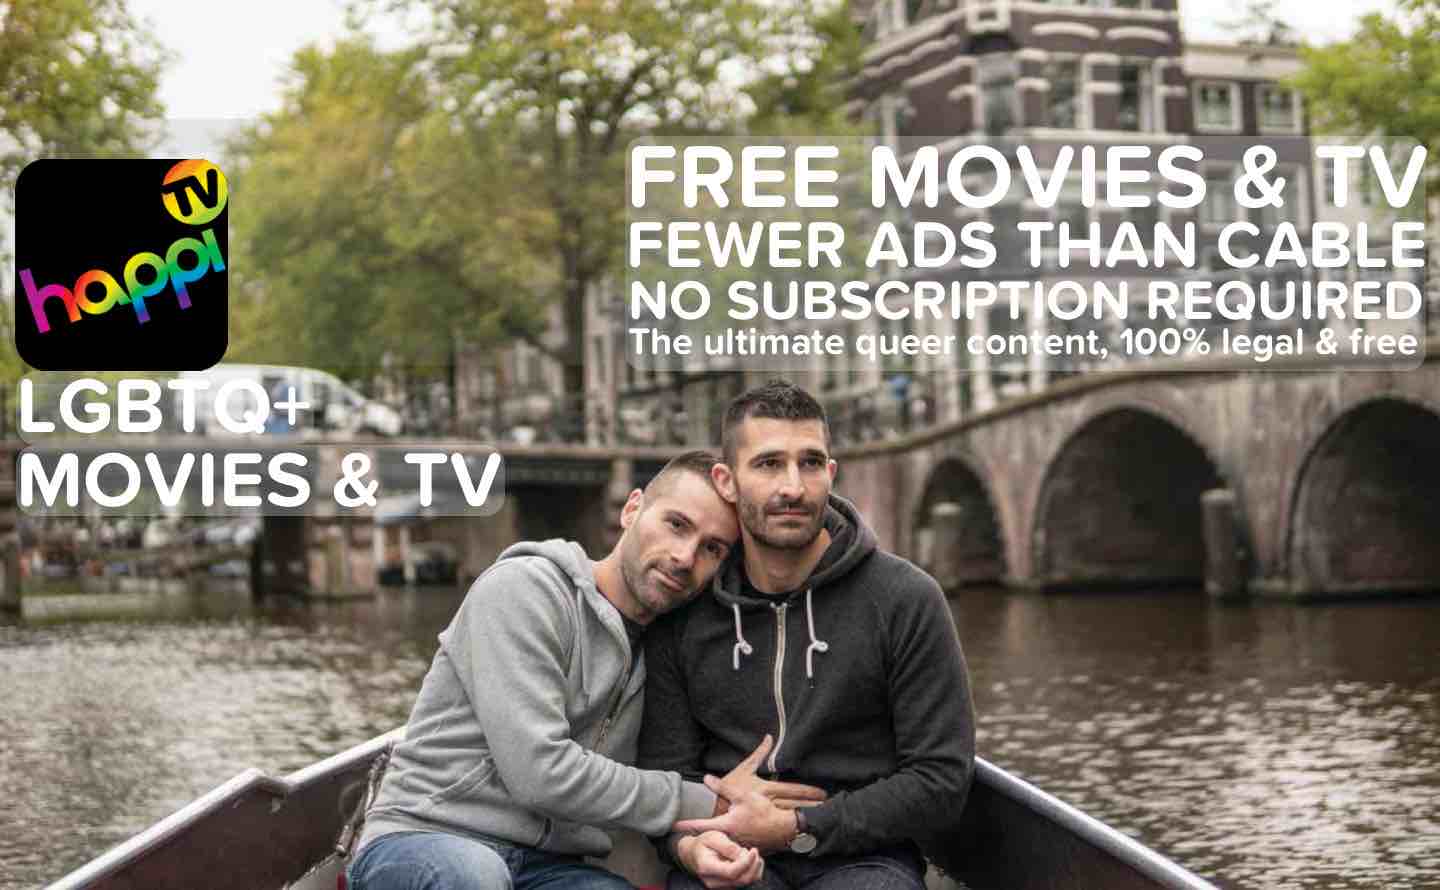 TV
happi
LGBTQ+
MOVIES & TV
FREE MOVIES & TV
FEWER ADS THAN CABLE
NO SUBSCRIPTION REQUIRED
The ultimate queer content, 100% legal & free